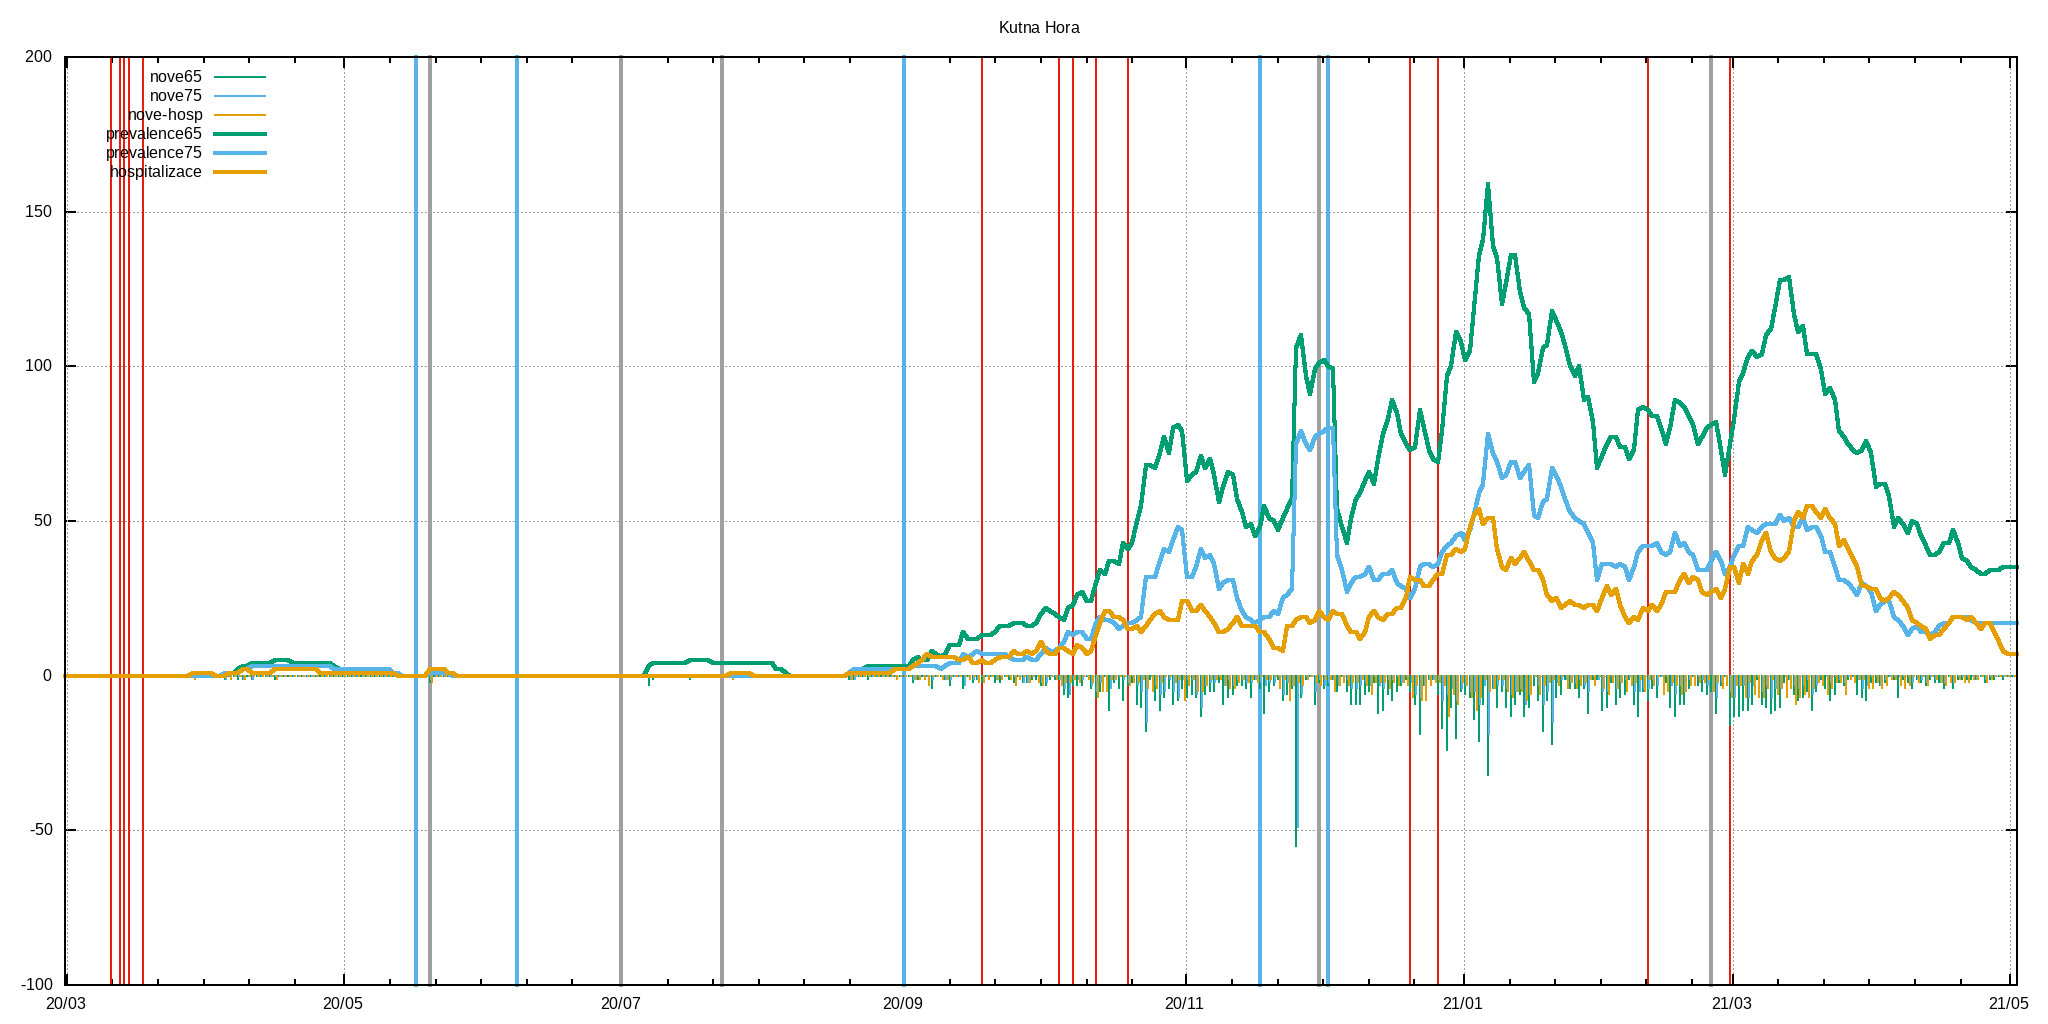 Kutna Hora
200
150
100
50
0
-50
-100
nove65
nove75
nove-hosp
prevalence65
prevalence75
hospitalizace
20/03 20/05 20/07 20/09 20/11 21/01 21/03 21/05